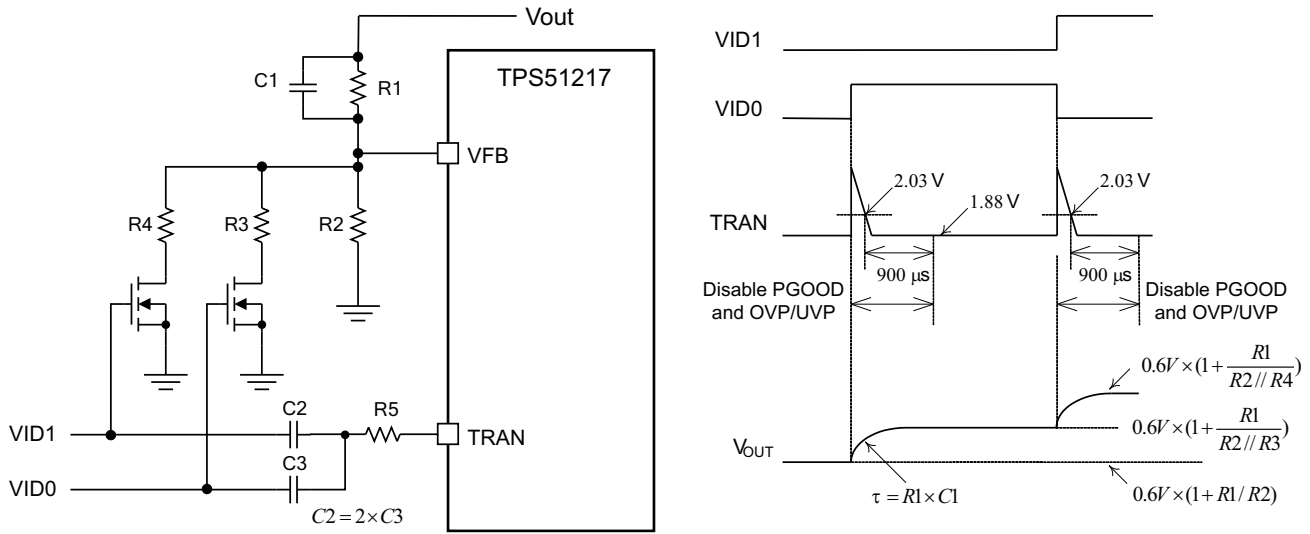 Vout
C1
R1
TPS51217
VFB
R4
R3
R2
VID1
C2
R5
TRAN
VID0
C3
C2 = 2 × C3
VID1
VID0
TRAN
2.03 V
1.88 V
2.03 V
900 µs
900 µs
Disable PGOOD
and OVP/UVP
Disable PGOOD
and OVP/UVP
0.6V × (1 + R1 / R2 // R4)
0.6V × (1 + R1 / R2 // R3)
VOUT
τ = R1 × C1
0.6V × (1 + R1 / R2)